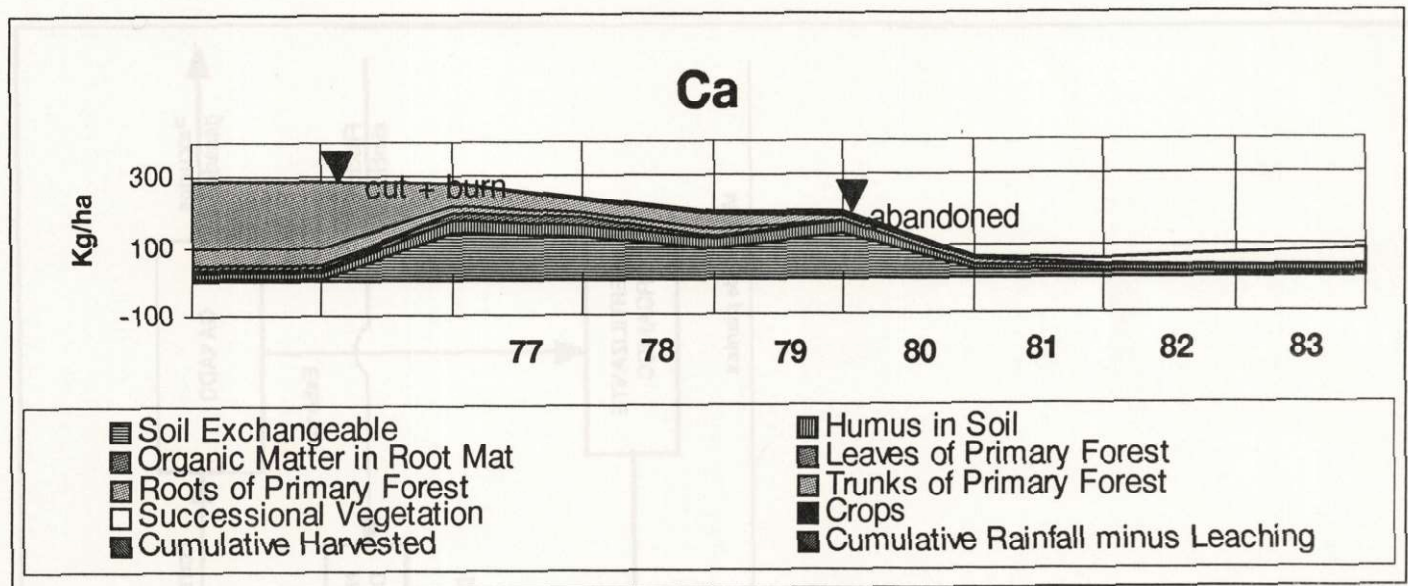 Ca
300
cut + burn
Kg/ha
100
abandoned
-100
77 78 79 80 81 82 83
Soil Exchangeable
Organic Matter in Root Mat
Roots of Primary Forest
Successional Vegetation
Cumulative Harvested
Humus in Soil
Leaves of Primary Forest
Trunks of Primary Forest
Crops
Cumulative Rainfall minus Leaching